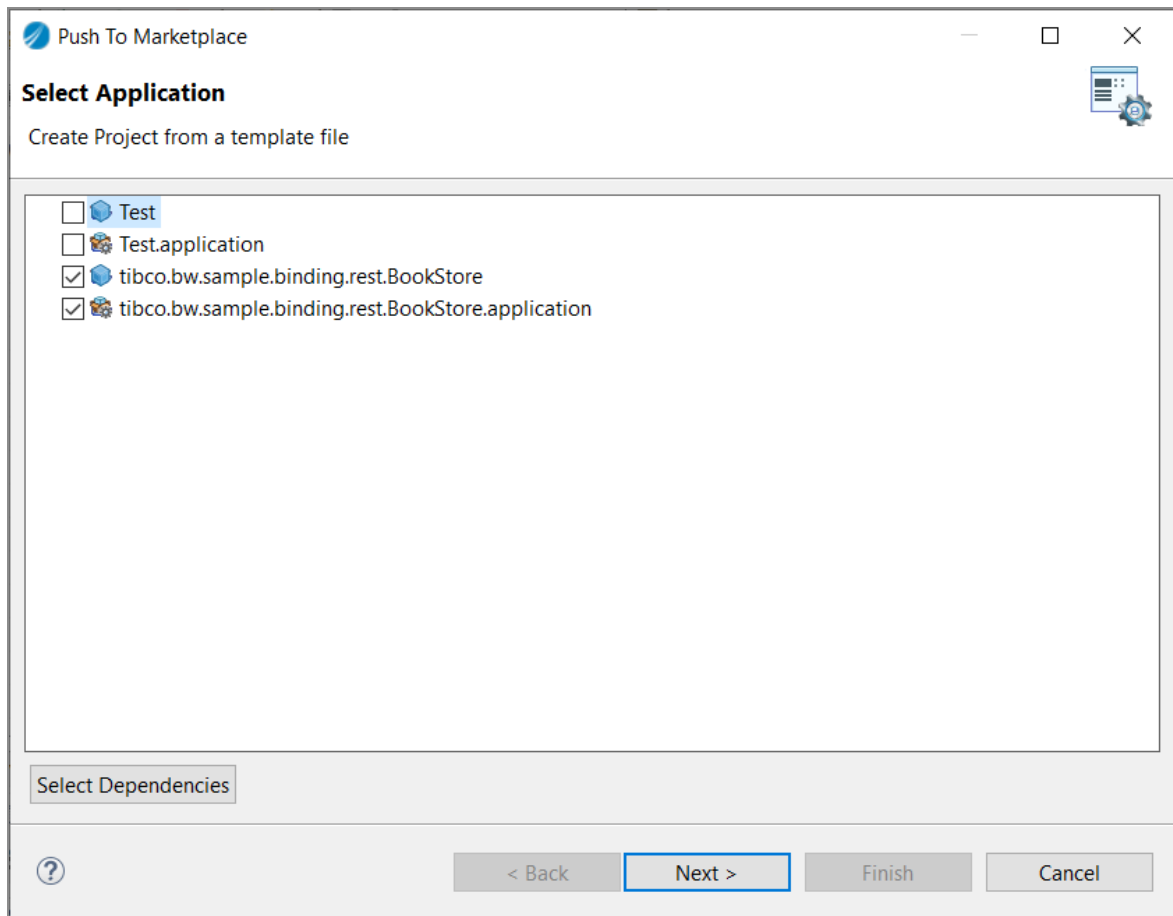 Push To Marketplace
Select Application
Create Project from a template file
Test
Test.application
tibco.bw.sample.binding.rest.BookStore
tibco.bw.sample.binding.rest.BookStore.application
Select Dependencies
? < Back Next > Finish Cancel